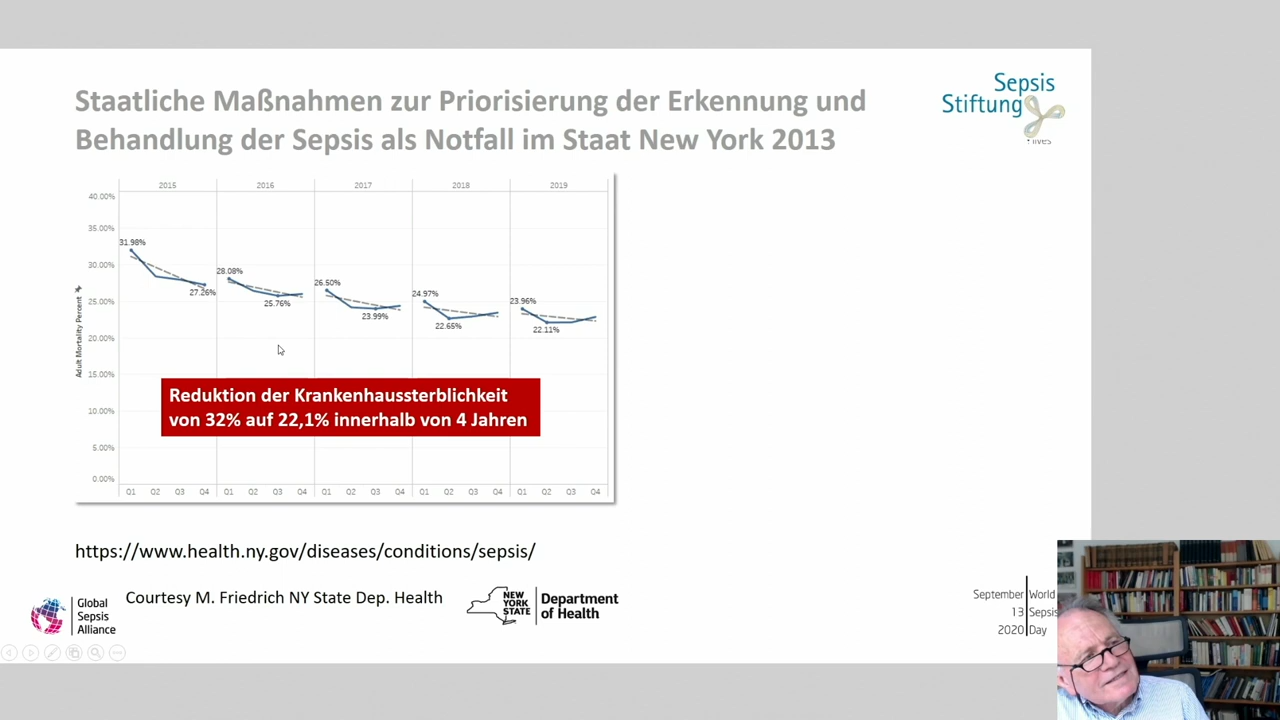 Staatliche Maßnahmen zur Priorisierung der Erkennung und
Behandlung der Sepsis als Notfall im Staat New York 2013
Sepsis
Stiftung
lives
2015 2016 2017 2018 2019
40.00%
35.00%
30.00%
25.00%
20.00%
15.00%
10.00%
5.00%
0.00%
Adult Mortality Percent
31.98%
27.26%
28.08%
25.76%
26.50%
23.99%
24.97%
22.65%
23.96%
22.11%
Reduktion der Krankenhaussterblichkeit
von 32% auf 22,1% innerhalb von 4 Jahren
Q1 Q2 Q3 Q4 Q1 Q2 Q3 Q4 Q1 Q2 Q3 Q4 Q1 Q2 Q3 Q4 Q1 Q2 Q3 Q4
https://www.health.ny.gov/diseases/conditions/sepsis/
Global
Sepsis
Alliance
Courtesy M. Friedrich NY State Dep. Health
NEW
YORK
STATE
Department
of Health
September World
13 Sepsis
2020 Day